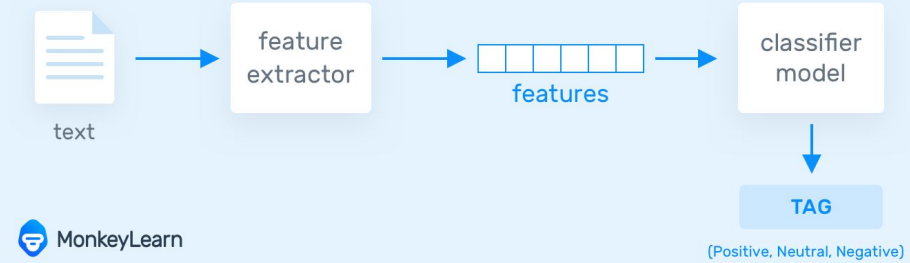 feature
extractor
classifier
model
features
text
TAG
MonkeyLearn
(Positive, Neutral, Negative)